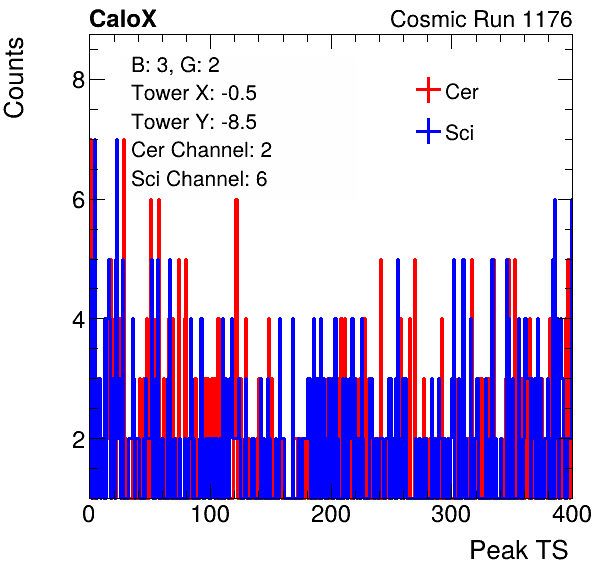 CaloX
Cosmic Run 1176
Counts
B: 3, G: 2
Tower X: -0.5
Tower Y: -8.5
Cer Channel: 2
Sci Channel: 6
Cer
Sci
8
6
4
2
0 100 200 300 400
Peak TS